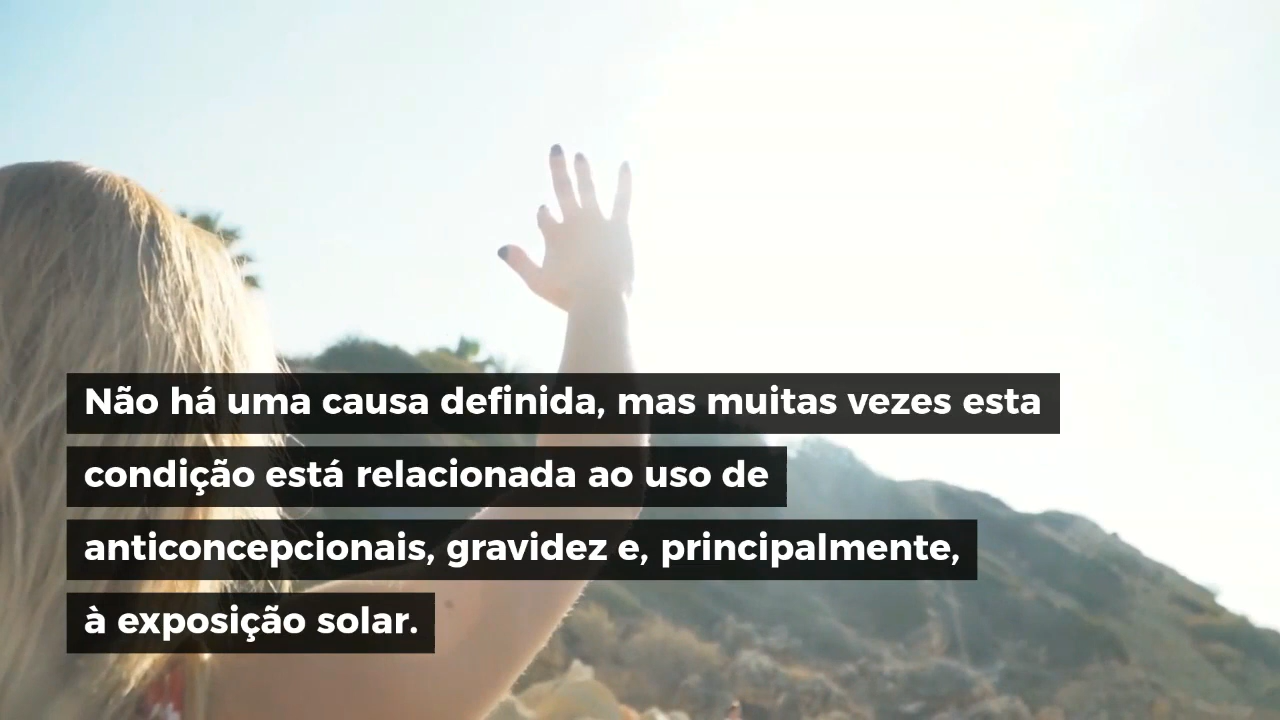 Não há uma causa definida, mas muitas vezes esta
condição está relacionada ao uso de
anticoncepcionais, gravidez e, principalmente,
à exposição solar.